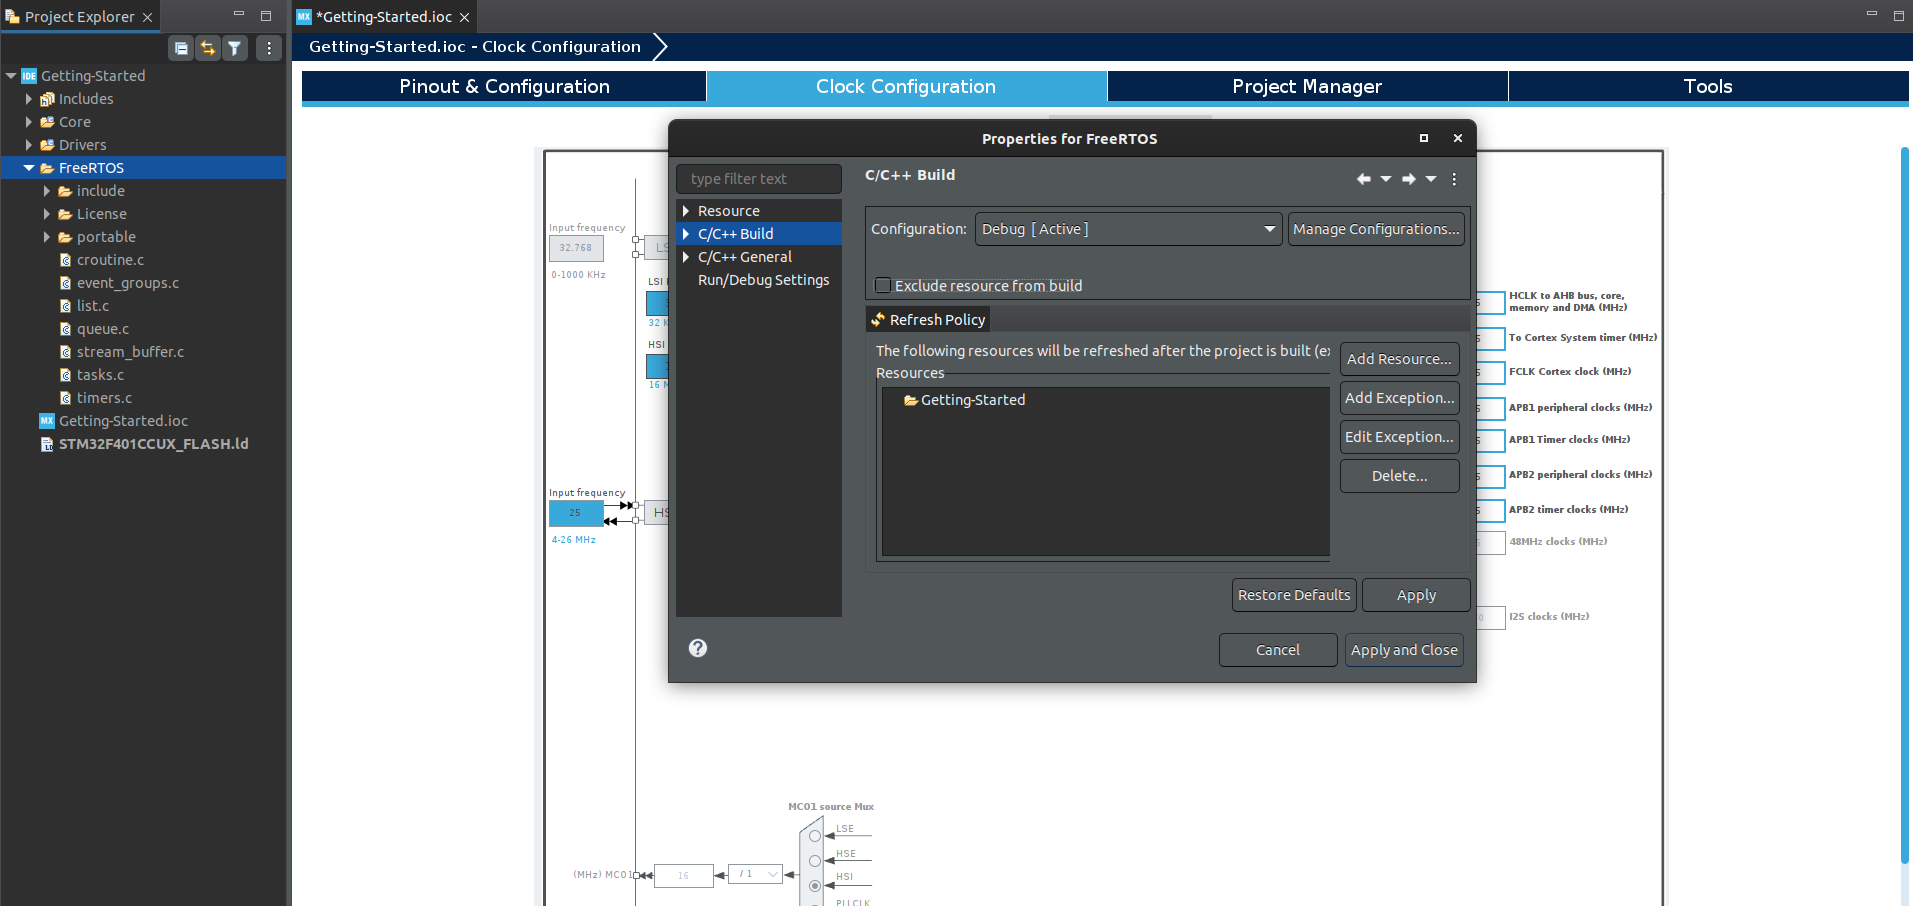 Project Explorer
Getting-Started
Includes
Core
Drivers
FreeRTOS
include
License
portable
croutine.c
event_groups.c
list.c
queue.c
stream_buffer.c
tasks.c
timers.c
Getting-Started.ioc
STM32F401CCUX_FLASH.ld
*Getting-Started.ioc
Getting-Started.ioc - Clock Configuration
Pinout & Configuration
Clock Configuration
Project Manager
Tools
Input frequency
32.768
0-1000 KHz
LSI
32 K
HSI
16 M
Input frequency
25
4-26 MHz
HS
Properties for FreeRTOS
type filter text
Resource
C/C++ Build
C/C++ General
Run/Debug Settings
C/C++ Build
Configuration:
Debug [ Active ]
Manage Configurations...
Exclude resource from build
Refresh Policy
The following resources will be refreshed after the project is built (ex
Resources
Getting-Started
Add Resource...
Add Exception...
Edit Exception...
Delete...
Restore Defaults
Apply
Cancel
Apply and Close
HCLK to AHB bus, core,
memory and DMA (MHz)
To Cortex System timer (MHz)
FCLK Cortex clock (MHz)
APB1 peripheral clocks (MHz)
APB1 Timer clocks (MHz)
APB2 peripheral clocks (MHz)
APB2 timer clocks (MHz)
48MHz clocks (MHz)
I2S clocks (MHz)
MCO1 source Mux
LSE
HSE
HSI
PLLCLK
(MHz) MCO1
16
/ 1